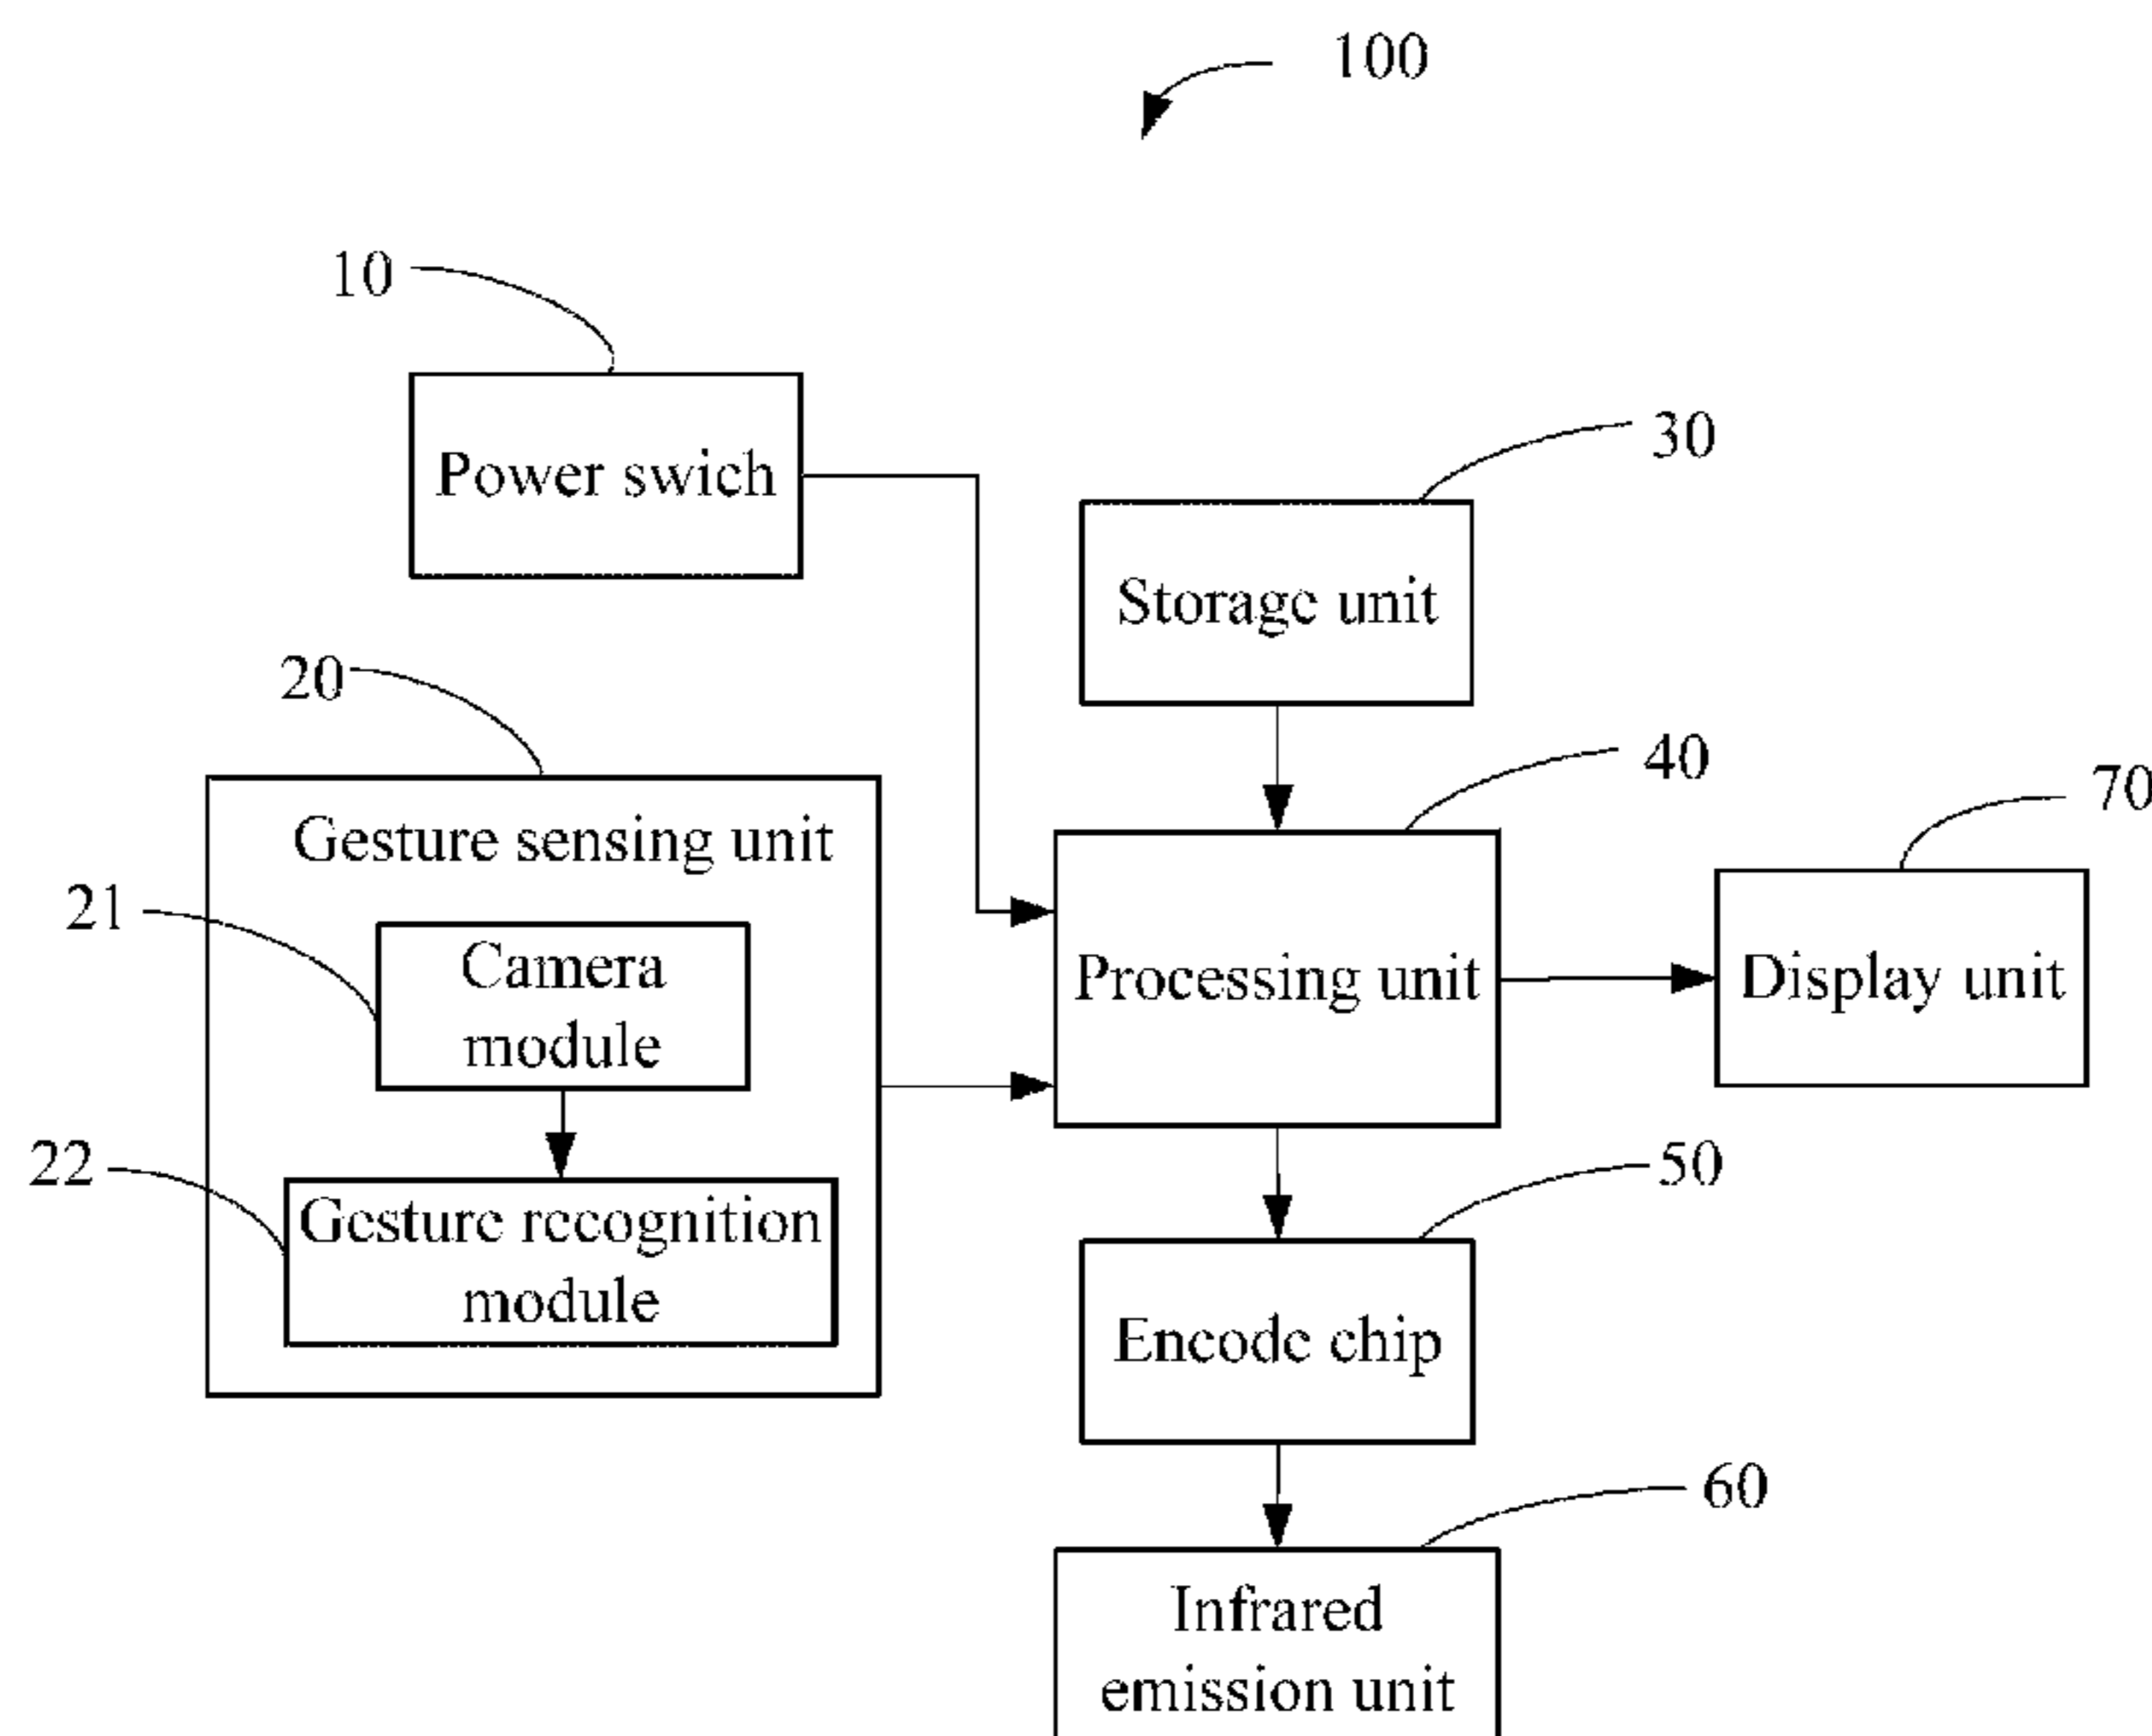 100
10
Power swich
30
Storage unit
20
Gesture sensing unit
40
70
21
Camera
module
Processing unit
Display unit
22
Gesture recognition
module
50
Encode chip
60
Infrared
emission unit